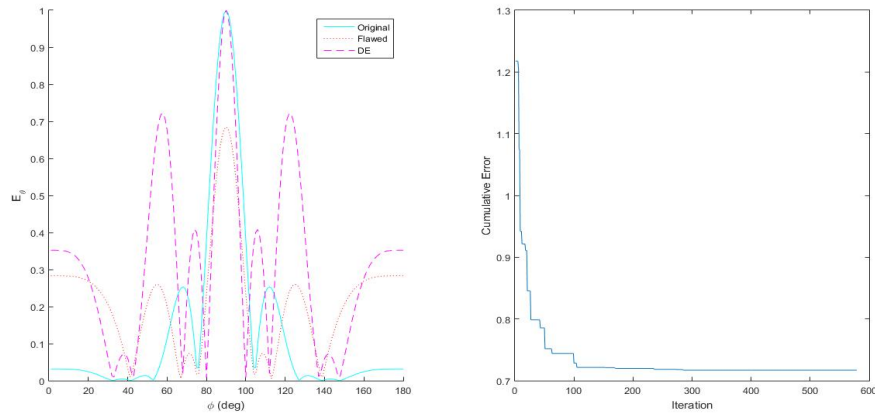 1
0.9
0.8
0.7
0.6
0.5
0.4
0.3
0.2
0.1
0
E_θ
0 20 40 60 80 100 120 140 160 180
ϕ (deg)
Original
Flawed
DE
1.3
1.2
1.1
1
0.9
0.8
0.7
Cumulative Error
0 100 200 300 400 500 600
Iteration